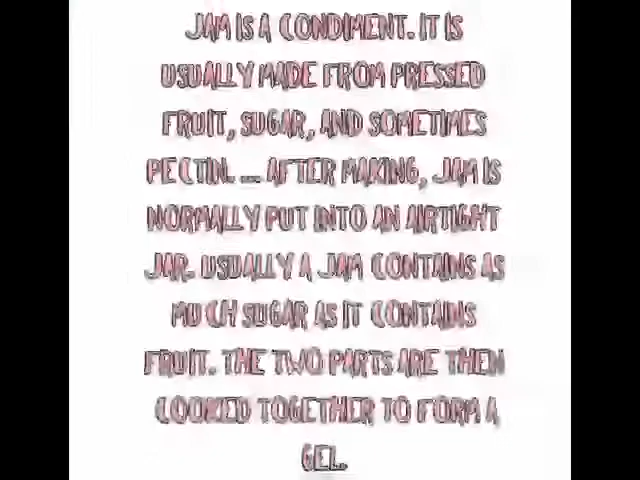 JAM IS A CONDIMENT. IT IS
USUALLY MADE FROM PRESSED
FRUIT, SUGAR, AND SOMETIMES
PECTIN. ... AFTER MAKING, JAM IS
NORMALLY PUT INTO AN AIRTIGHT
JAR. USUALLY A JAM CONTAINS AS
MUCH SUGAR AS IT CONTAINS
FRUIT. THE TWO PARTS ARE THEN
COOKED TOGETHER TO FORM A
GEL.